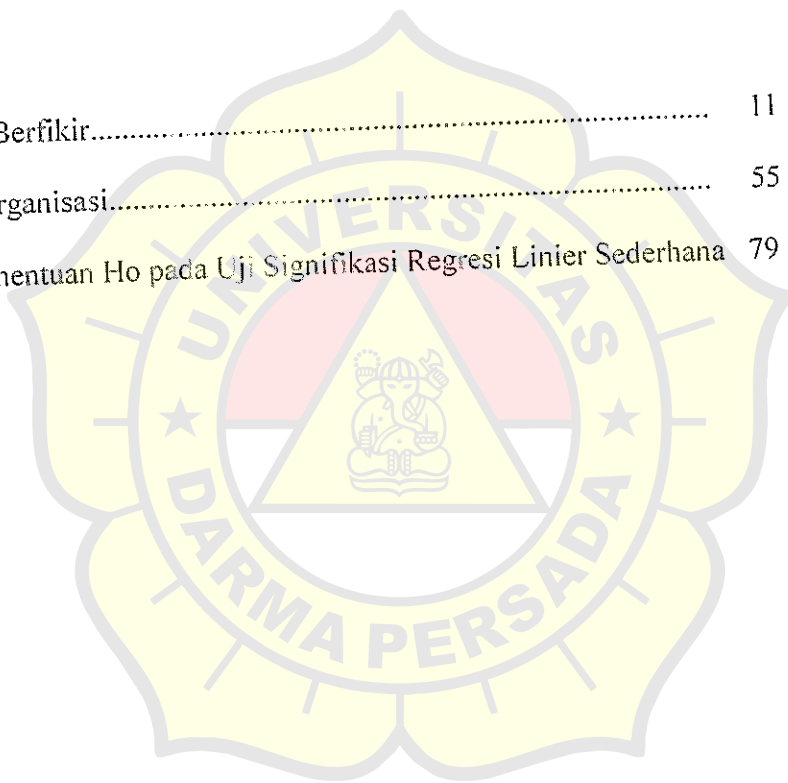 Berfikir........................................................................ 11
rganisasi........................................................................ 55
nentuan Ho pada Uji Signifikasi Regresi Linier Sederhana 79
UNIVERSITAS
DARMA PERSADA